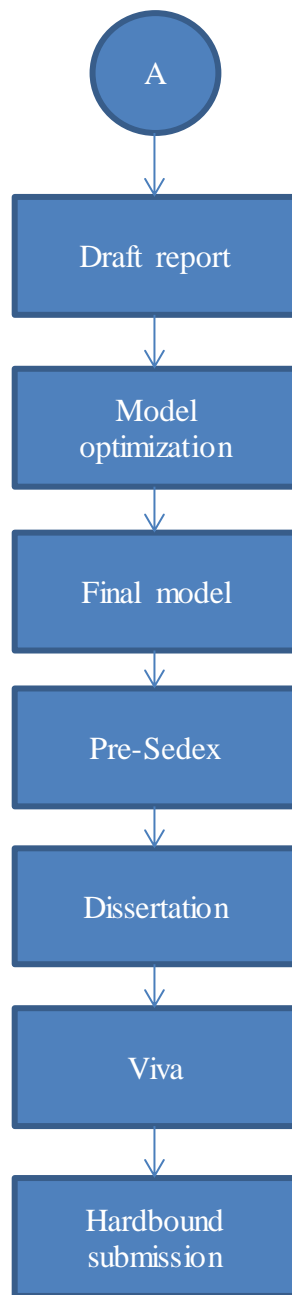 A
Draft report
Model
optimization
Final model
Pre-Sedex
Dissertation
Viva
Hardbound
submission